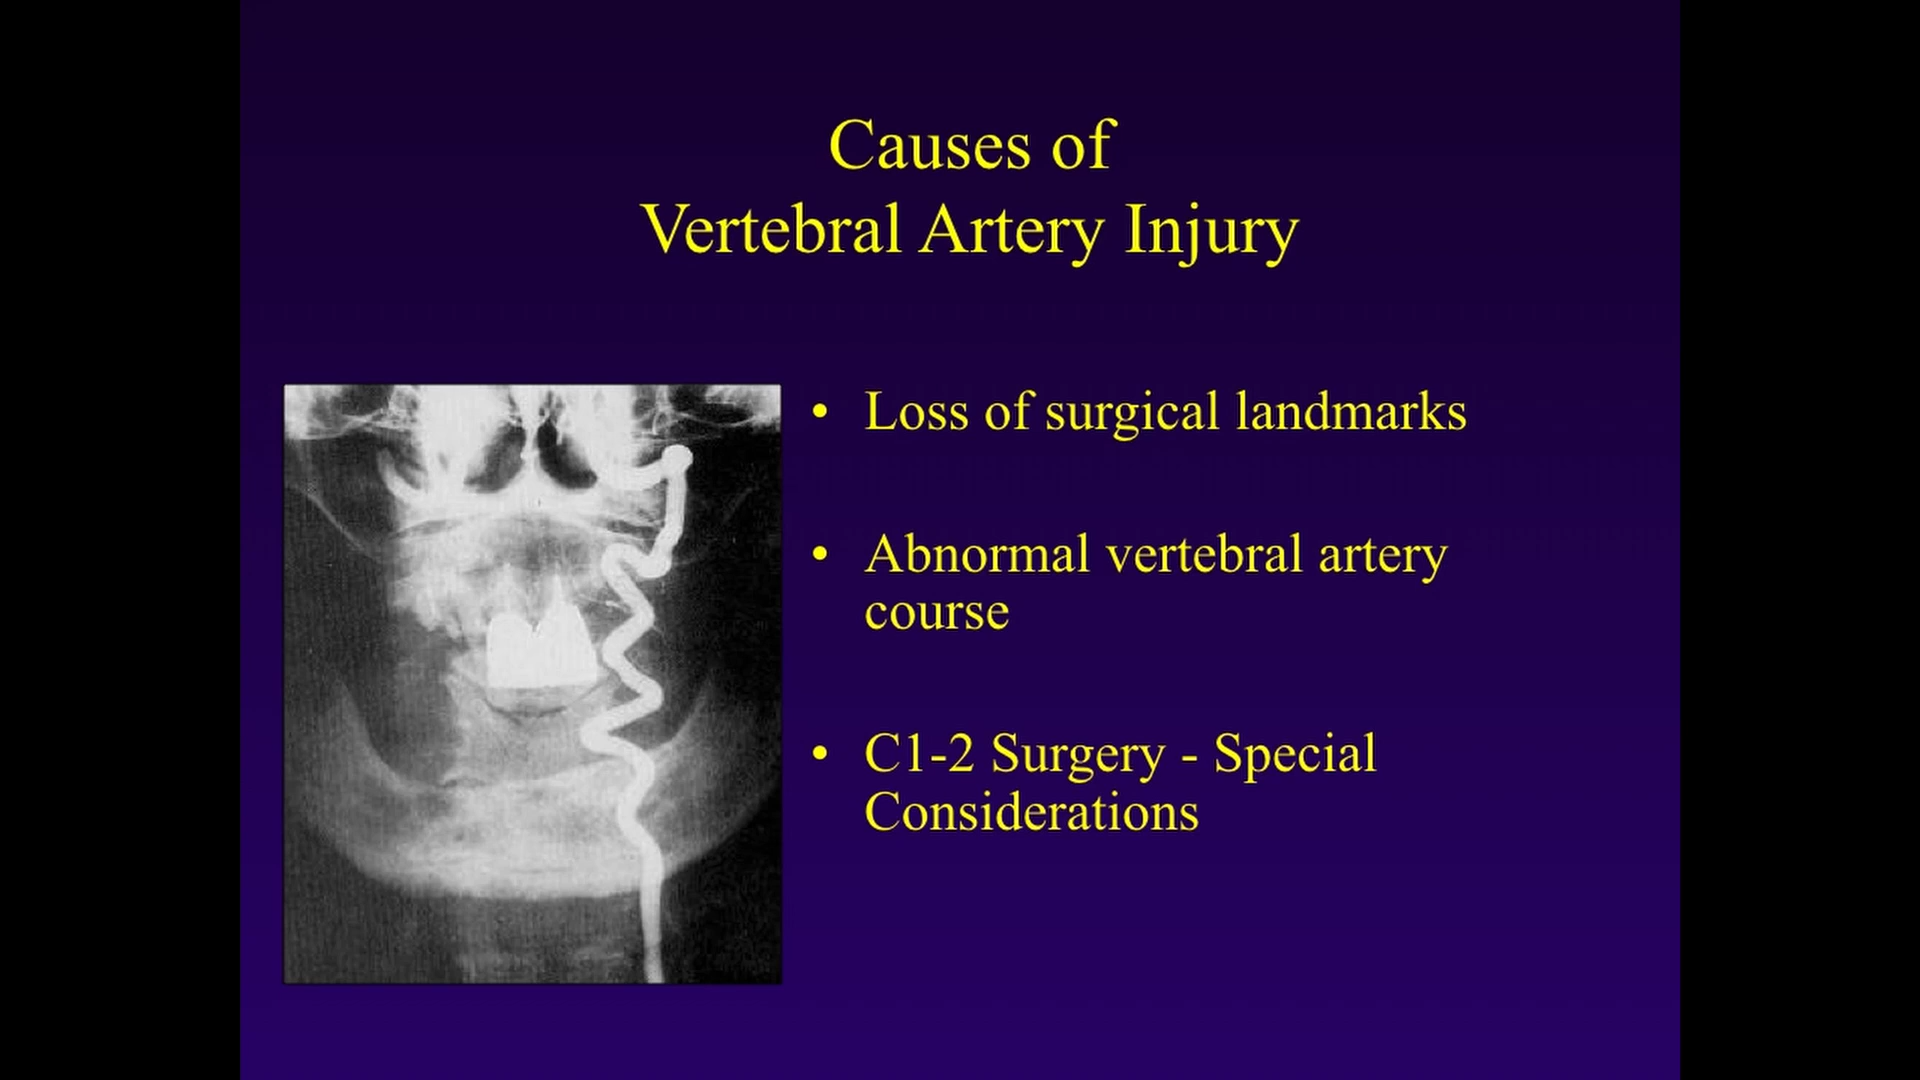 Causes of
Vertebral Artery Injury
• Loss of surgical landmarks
• Abnormal vertebral artery
course
• C1-2 Surgery - Special
Considerations